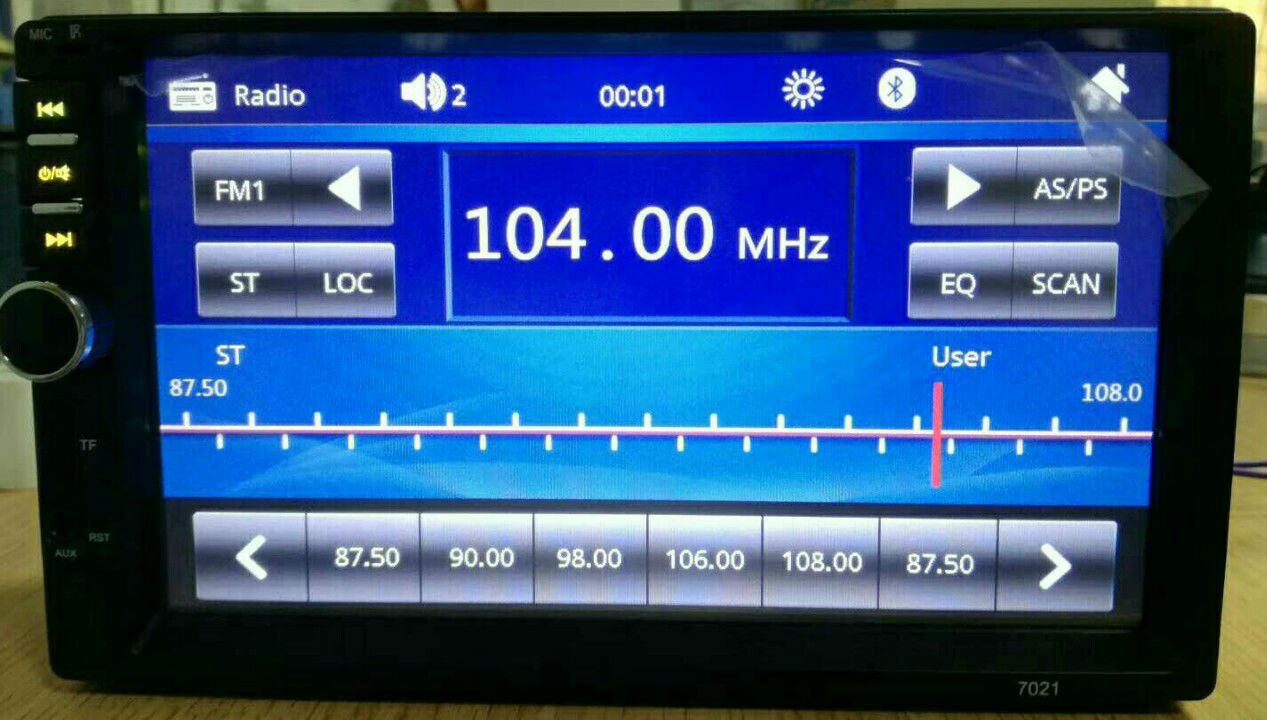 MIC IR
Radio 2 00:01
FM1 AS/PS
104.00 MHz
ST LOC EQ SCAN
ST User
87.50 108.0
TF
87.50 90.00 98.00 106.00 108.00 87.50
RST
AUX
7021